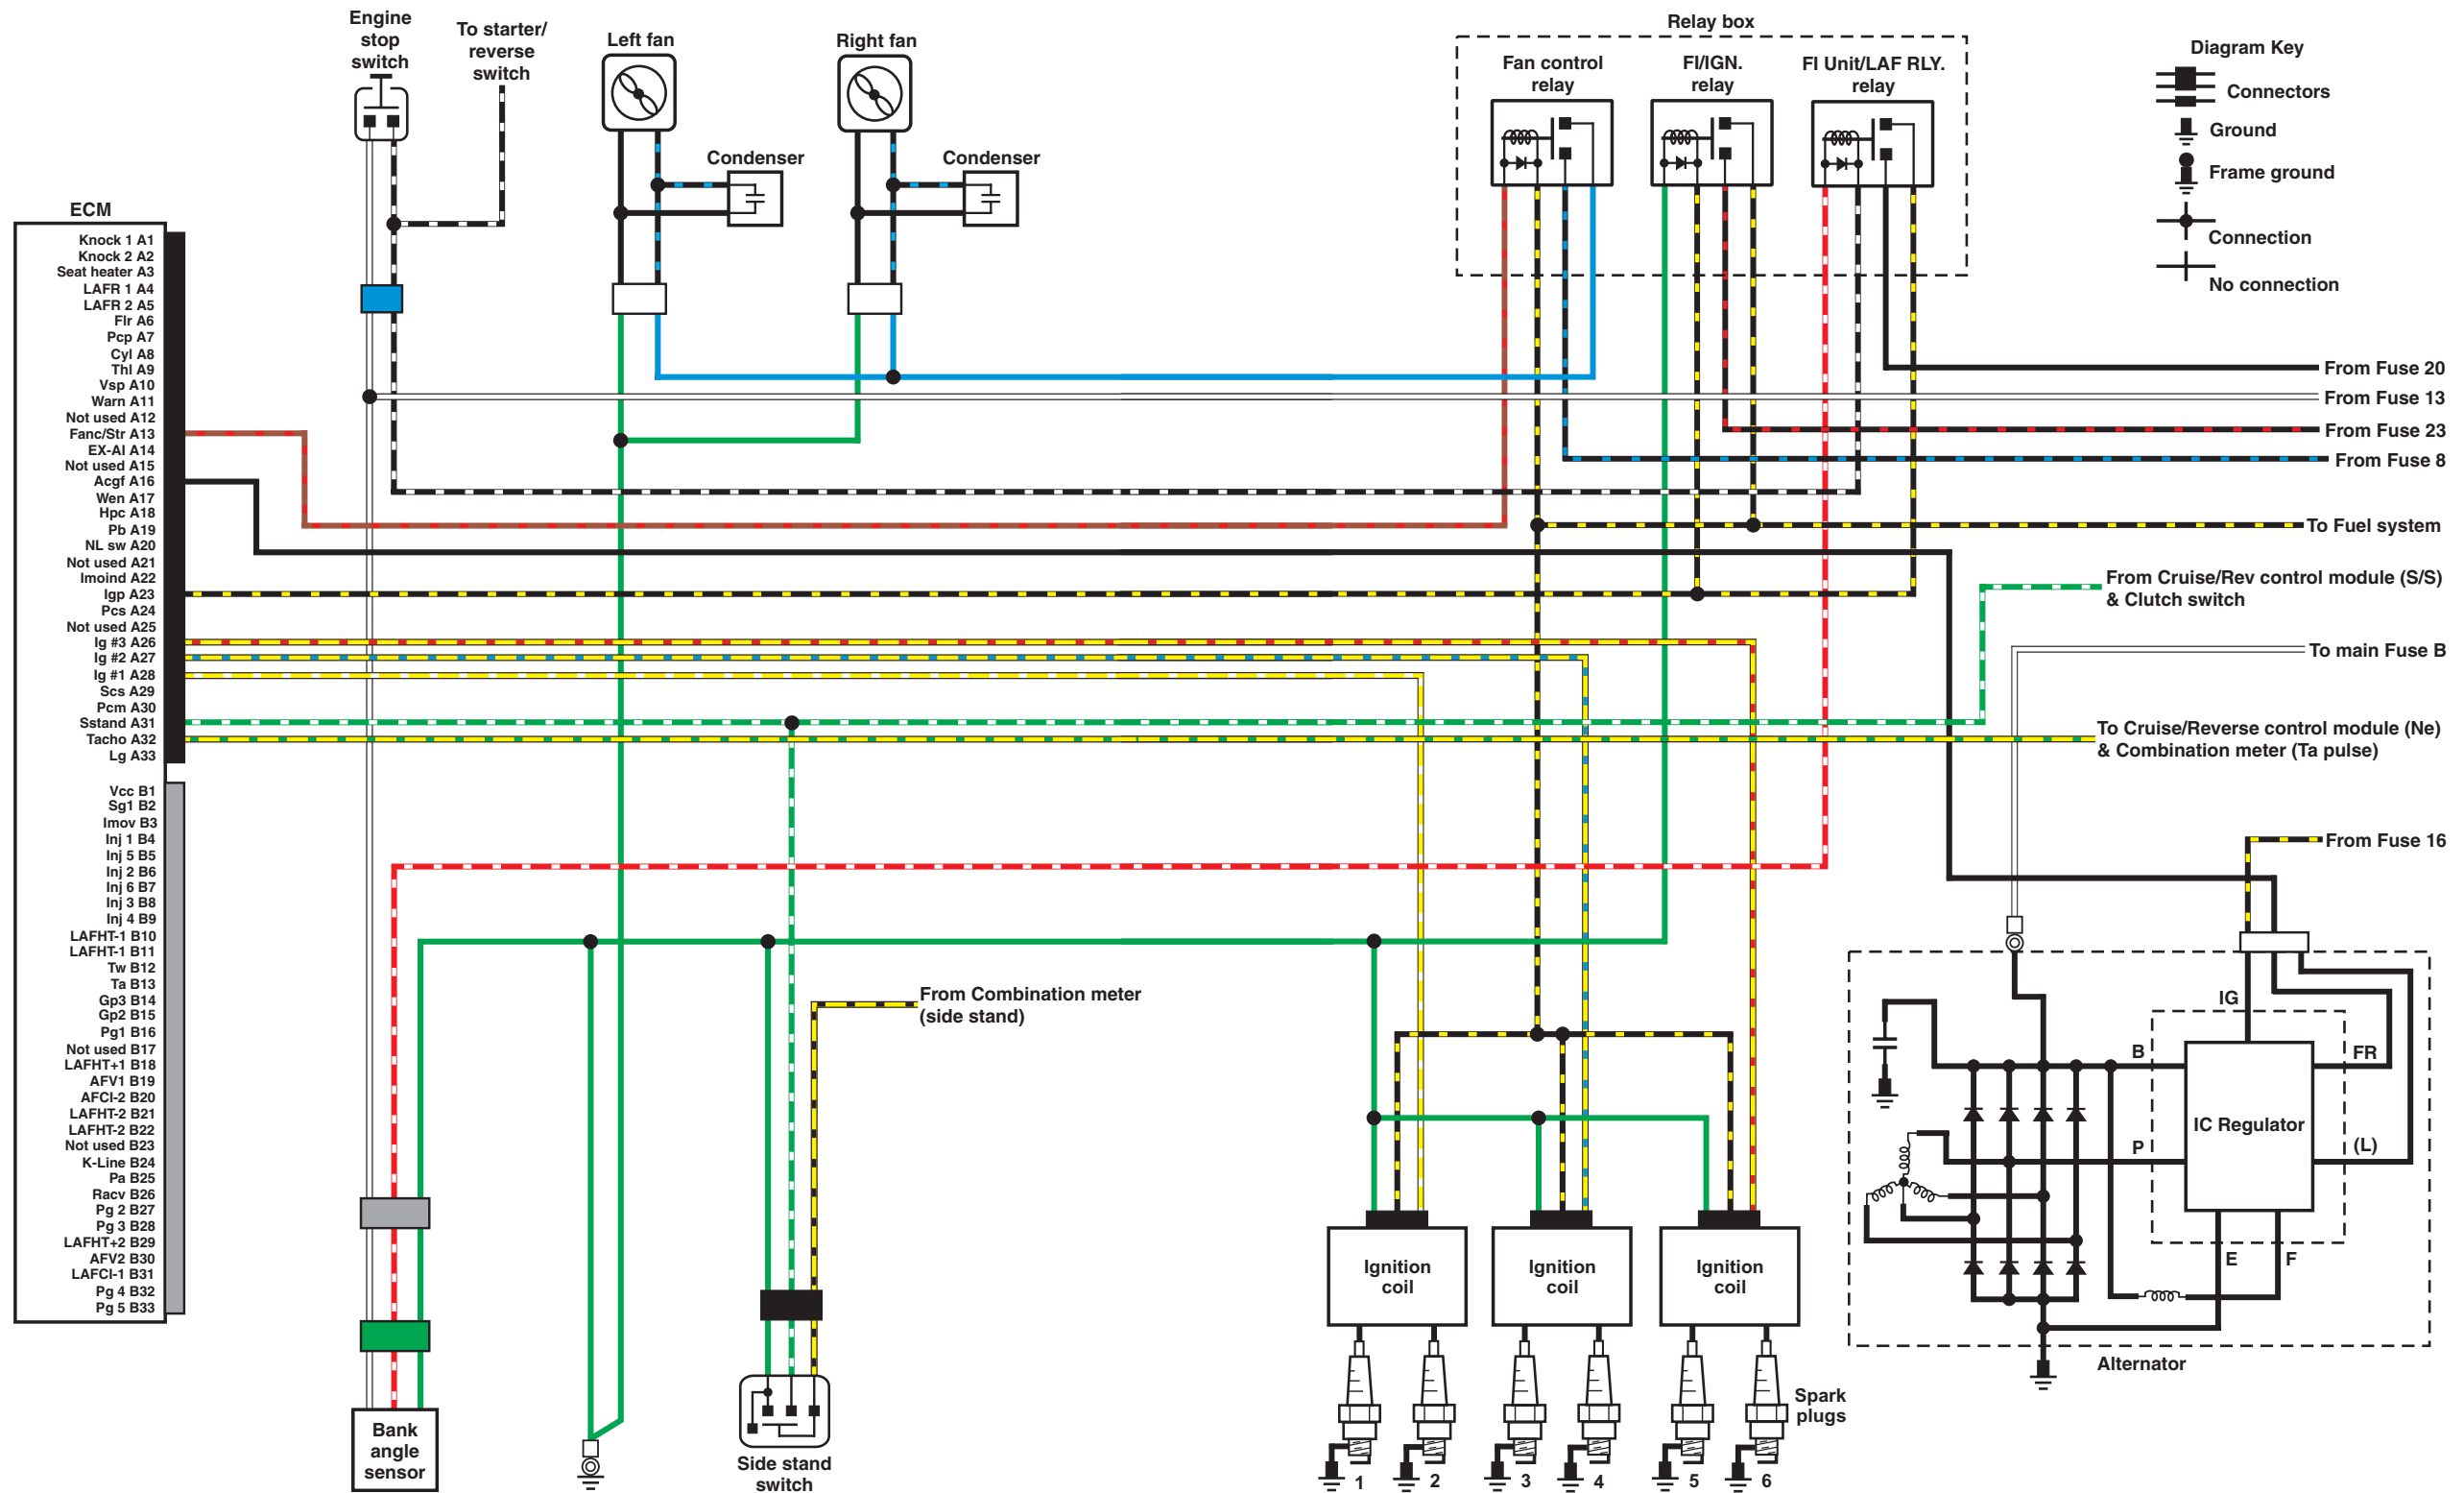 Engine
stop
switch
To starter/
reverse
switch
Left fan
Right fan
Condenser
Condenser
Relay box
Fan control
relay
FI/IGN.
relay
FI Unit/LAF RLY.
relay
Diagram Key
Connectors
Ground
Frame ground
Connection
No connection
ECM
Knock 1 A1
Knock 2 A2
Seat heater A3
LAFR 1 A4
LAFR 2 A5
Flr A6
Pcp A7
Cyl A8
Thl A9
Vsp A10
Warn A11
Not used A12
Fanc/Str A13
EX-AI A14
Not used A15
Acgf A16
Wen A17
Hpc A18
Pb A19
NL sw A20
Not used A21
Imoind A22
Igp A23
Pcs A24
Not used A25
Ig #3 A26
Ig #2 A27
Ig #1 A28
Scs A29
Pcm A30
Sstand A31
Tacho A32
Lg A33
Vcc B1
Sg1 B2
Imov B3
Inj 1 B4
Inj 5 B5
Inj 2 B6
Inj 6 B7
Inj 3 B8
Inj 4 B9
LAFHT-1 B10
LAFHT-1 B11
Tw B12
Ta B13
Gp3 B14
Gp2 B15
Pg1 B16
Not used B17
LAFHT+1 B18
AFV1 B19
AFCI-2 B20
LAFHT-2 B21
LAFHT-2 B22
Not used B23
K-Line B24
Pa B25
Racv B26
Pg 2 B27
Pg 3 B28
LAFHT+2 B29
AFV2 B30
LAFCI-1 B31
Pg 4 B32
Pg 5 B33
From Fuse 20
From Fuse 13
From Fuse 23
From Fuse 8
To Fuel system
From Cruise/Rev control module (S/S)
& Clutch switch
To main Fuse B
To Cruise/Reverse control module (Ne)
& Combination meter (Ta pulse)
From Fuse 16
From Combination meter
(side stand)
IG
B
FR
IC Regulator
P
(L)
E
F
Alternator
Ignition
coil
Ignition
coil
Ignition
coil
Spark
plugs
1
2
3
4
5
6
Bank
angle
sensor
Side stand
switch